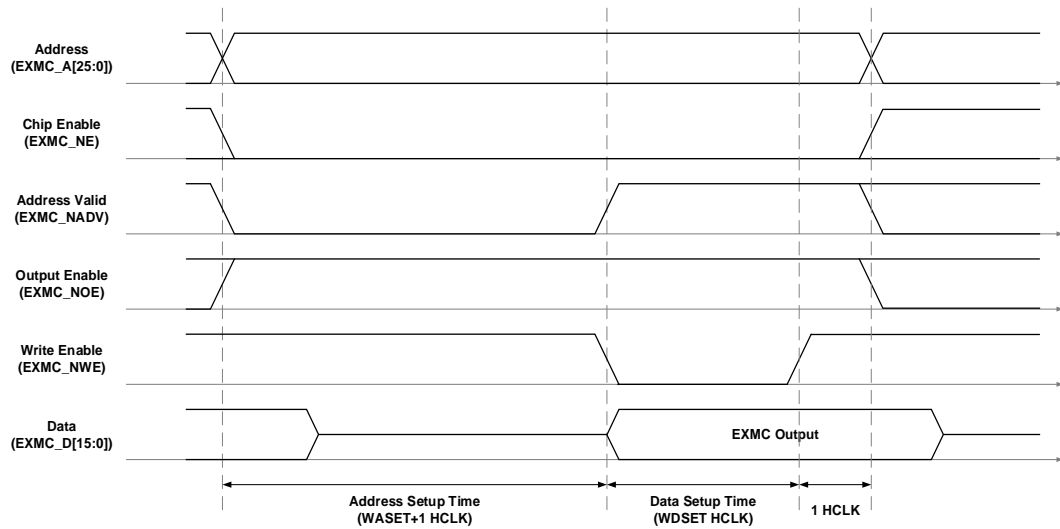 Address
(EXMC_A[25:0])
Chip Enable
(EXMC_NE)
Address Valid
(EXMC_NADV)
Output Enable
(EXMC_NOE)
Write Enable
(EXMC_NWE)
Data
(EXMC_D[15:0])
EXMC Output
Address Setup Time
(WASET+1 HCLK)
Data Setup Time
(WDSET HCLK)
1 HCLK